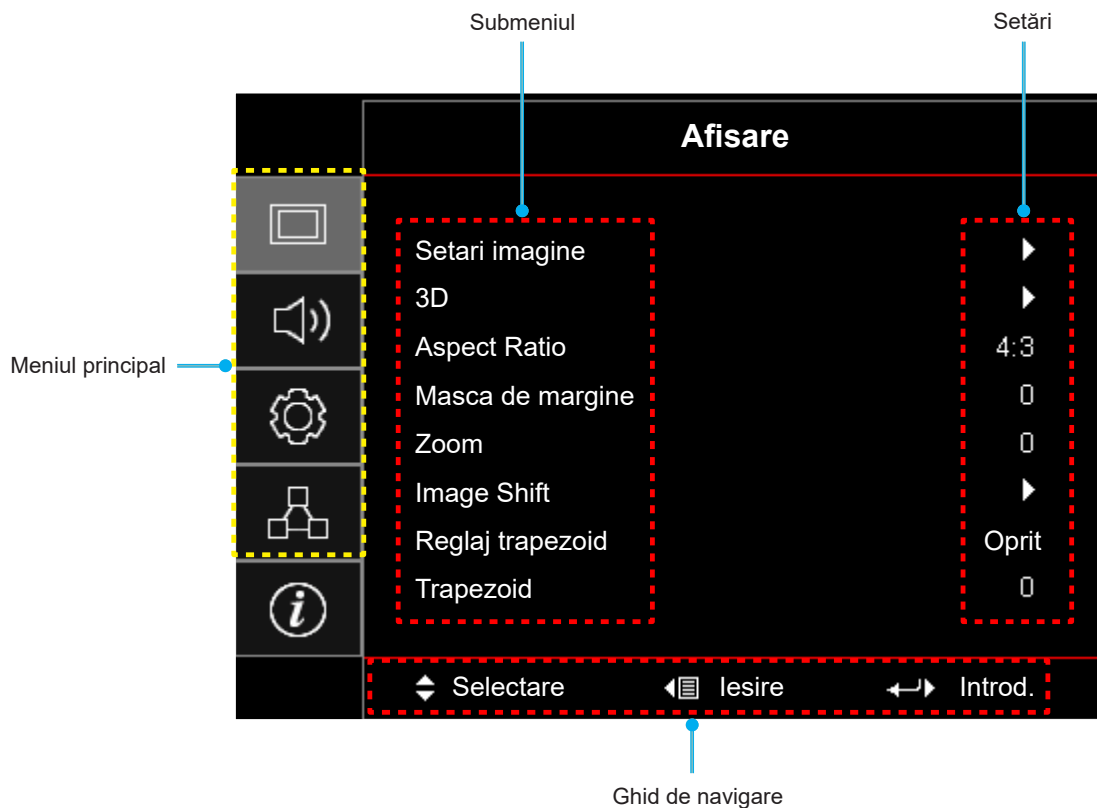 Submeniul
Setări
Afisare
Setari imagine
3D
Aspect Ratio 4:3
Masca de margine 0
Zoom 0
Image Shift
Reglaj trapezoid Oprit
Trapezoid 0
Meniul principal
i
Selectare Iesire Introd.
Ghid de navigare